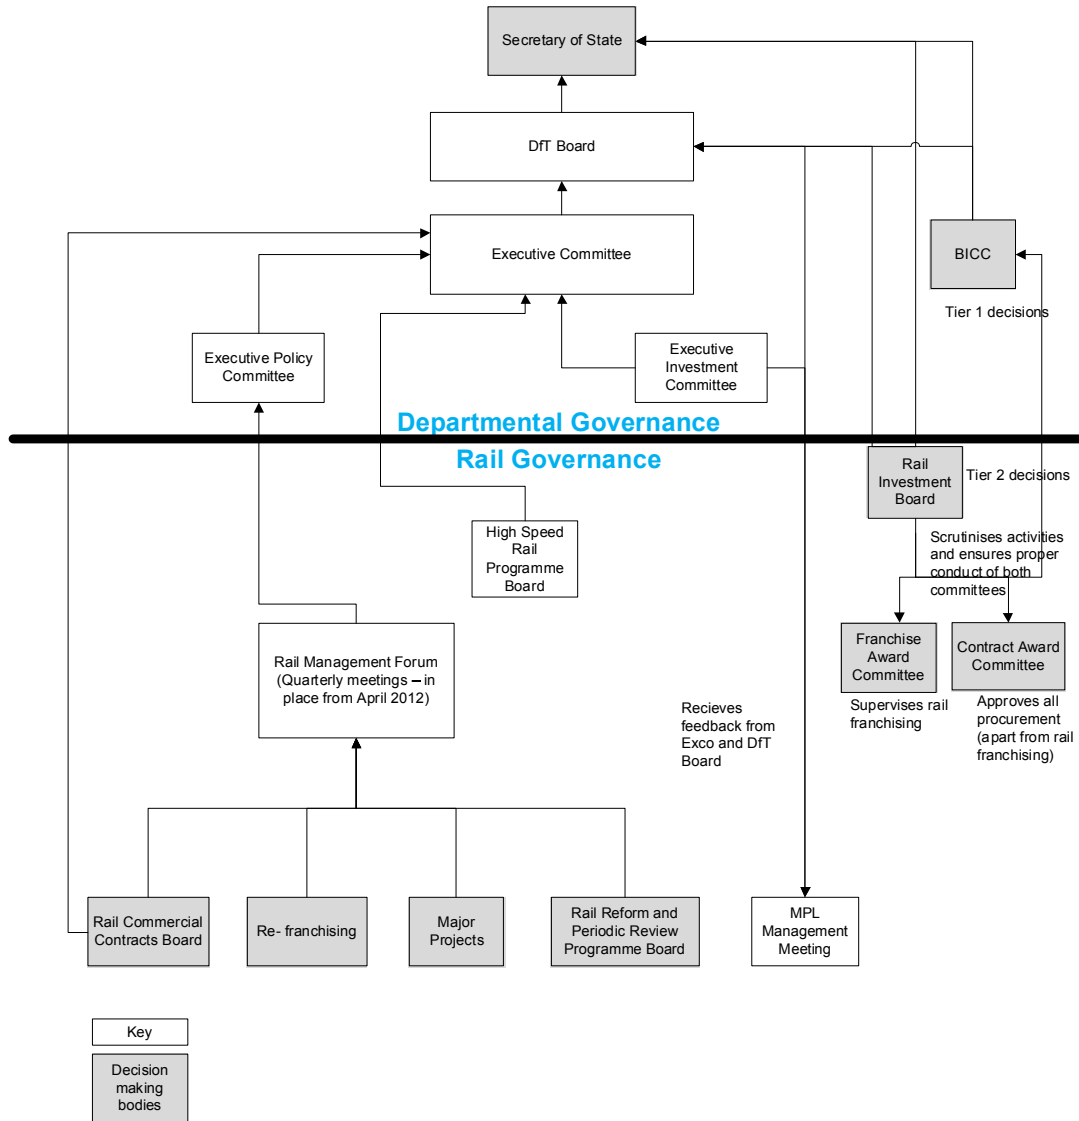 Secretary of State
DfT Board
Executive Committee
BICC
Tier 1 decisions
Executive Policy
Committee
Executive
Investment
Committee
Departmental Governance
Rail Governance
Rail
Investment
Board
Tier 2 decisions
High Speed
Rail
Programme
Board
Scrutinises activities
and ensures proper
conduct of both
committees
Franchise
Award
Committee
Contract Award
Committee
Rail Management Forum
(Quarterly meetings – in
place from April 2012)
Supervises rail
franchising
Approves all
procurement
(apart from rail
franchising)
Recieves
feedback from
Exco and DfT
Board
Rail Commercial
Contracts Board
Re- franchising
Major
Projects
Rail Reform and
Periodic Review
Programme Board
MPL
Management
Meeting
Key
Decision
making
bodies